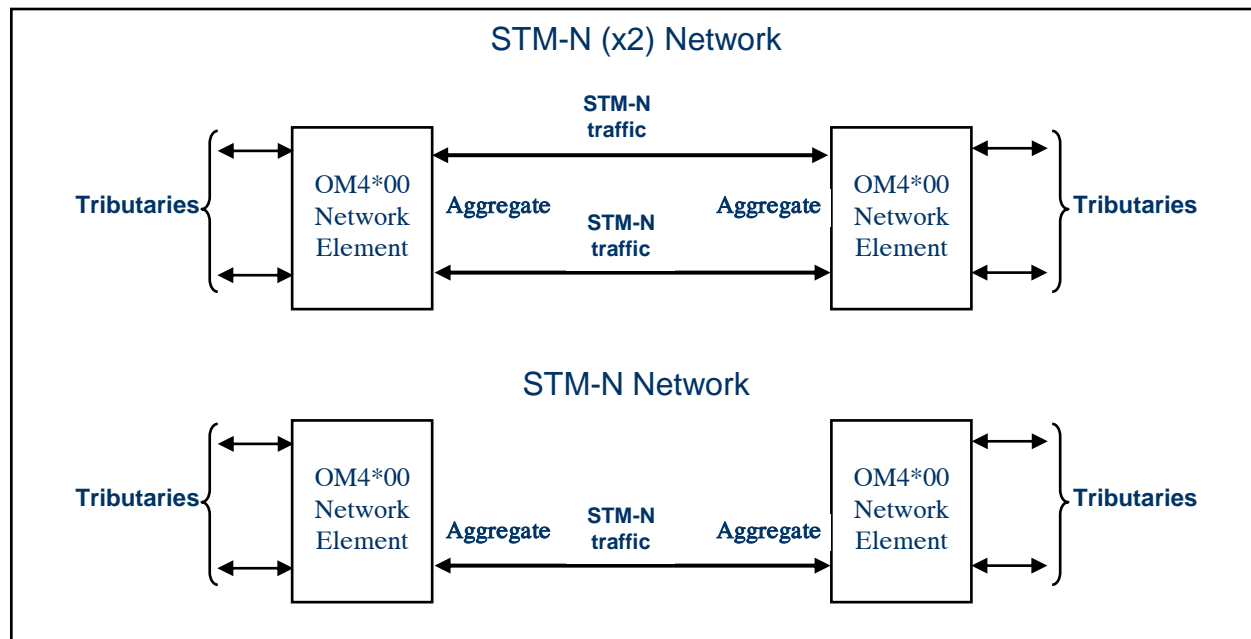 STM-N (x2) Network
STM-N
traffic
Tributaries
OM4*00
Network
Element
Aggregate
STM-N
traffic
Aggregate
OM4*00
Network
Element
Tributaries
STM-N Network
Tributaries
OM4*00
Network
Element
Aggregate
STM-N
traffic
Aggregate
OM4*00
Network
Element
Tributaries